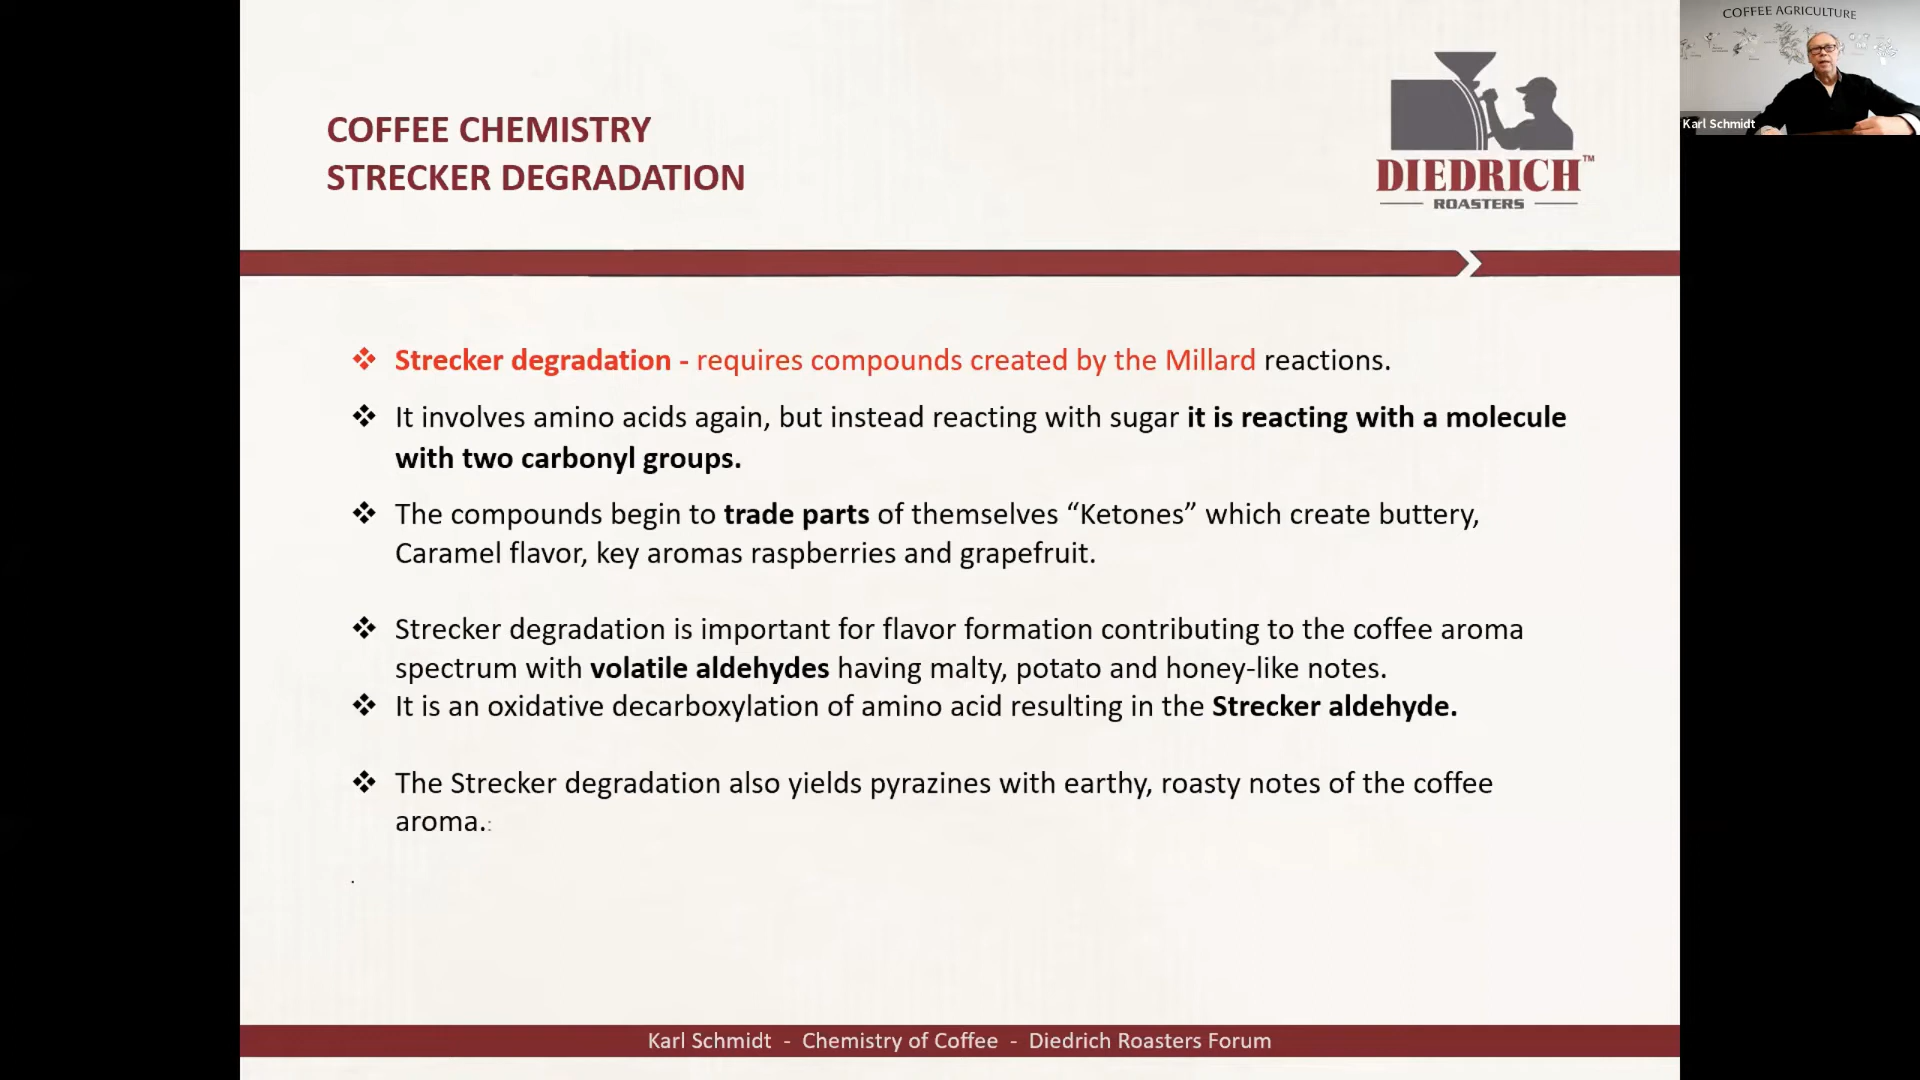 COFFEE AGRICULTURE
Karl Schmidt
COFFEE CHEMISTRY
STRECKER DEGRADATION
DIEDRICH™
ROASTERS
❖ Strecker degradation - requires compounds created by the Millard reactions.
❖ It involves amino acids again, but instead reacting with sugar it is reacting with a molecule
with two carbonyl groups.
❖ The compounds begin to trade parts of themselves “Ketones” which create buttery,
Caramel flavor, key aromas raspberries and grapefruit.
❖ Strecker degradation is important for flavor formation contributing to the coffee aroma
spectrum with volatile aldehydes having malty, potato and honey-like notes.
❖ It is an oxidative decarboxylation of amino acid resulting in the Strecker aldehyde.
❖ The Strecker degradation also yields pyrazines with earthy, roasty notes of the coffee
aroma.:
.
Karl Schmidt - Chemistry of Coffee - Diedrich Roasters Forum